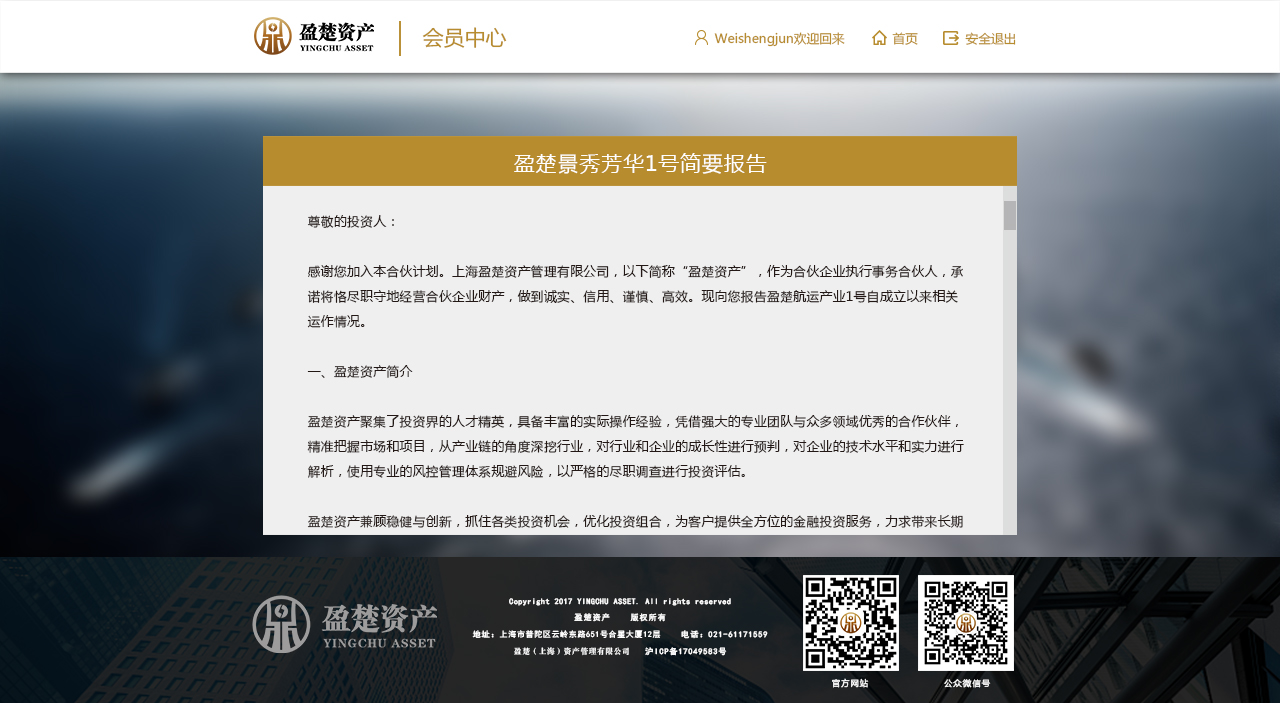 盈楚资产
YINGCHU ASSET
会员中心
Weishengjun欢迎回来
首页
安全退出
盈楚景秀芳华1号简要报告
尊敬的投资人：
感谢您加入本合伙计划。上海盈楚资产管理有限公司，以下简称“盈楚资产”，作为合伙企业执行事务合伙人，承
诺将恪尽职守地经营合伙企业财产，做到诚实、信用、谨慎、高效。现向您报告盈楚航运产业1号自成立以来相关
运作情况。
一、盈楚资产简介
盈楚资产聚集了投资界的人才精英，具备丰富的实际操作经验，凭借强大的专业团队与众多领域优秀的合作伙伴，
精准把握市场和项目，从产业链的角度深挖行业，对行业和企业的成长性进行预判，对企业的技术水平和实力进行
解析，使用专业的风控管理体系规避风险，以严格的尽职调查进行投资评估。
盈楚资产兼顾稳健与创新，抓住各类投资机会，优化投资组合，为客户提供全方位的金融投资服务，力求带来长期
盈楚资产
YINGCHU ASSET
Copyright 2017 YINGCHU ASSET. All rights reserved
盈楚资产 版权所有
地址：上海市普陀区云岭东路651号合星大厦12层 电话：021-61171559
盈楚（上海）资产管理有限公司 沪ICP备17049583号
官方网站
公众微信号